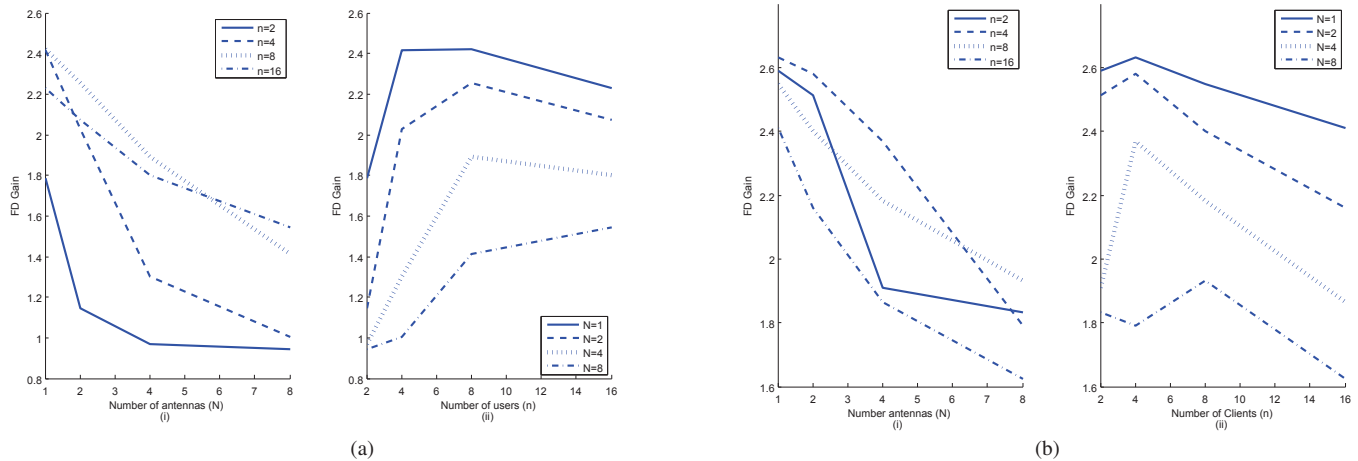 2.6
2.4
2.2
2
1.8
1.6
1.4
1.2
1
0.8
FD Gain
1 2 3 4 5 6 7 8
Number of antennas (N)
(i)
n=2
n=4
n=8
n=16
2.6
2.4
2.2
2
1.8
1.6
1.4
1.2
1
0.8
FD Gain
2 4 6 8 10 12 14 16
Number of users (n)
(ii)
N=1
N=2
N=4
N=8
(a)
2.6
2.4
2.2
2
1.8
1.6
FD Gain
1 2 3 4 5 6 7 8
Number antennas (N)
(i)
n=2
n=4
n=8
n=16
2.6
2.4
2.2
2
1.8
1.6
FD Gain
2 4 6 8 10 12 14 16
Number of Clients (n)
(ii)
N=1
N=2
N=4
N=8
(b)